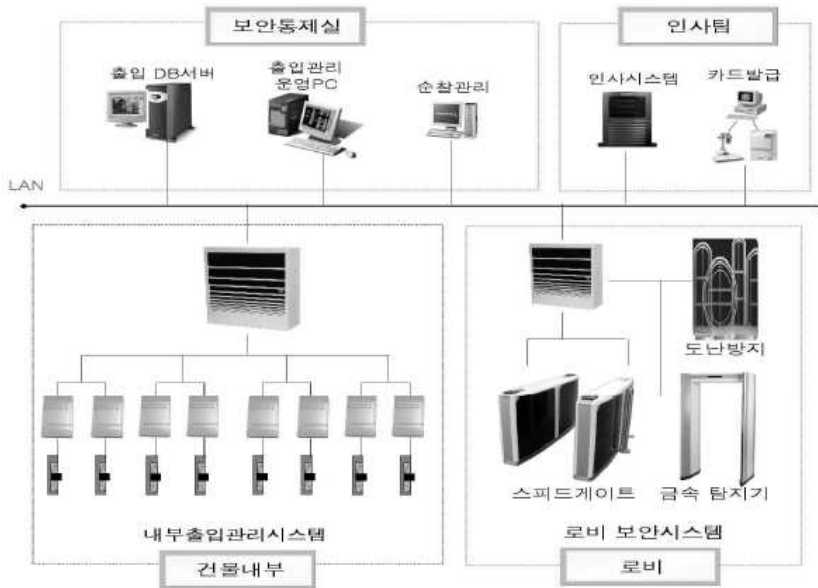 보안통제실
출입 DB서버
출입관리
운영PC
순찰관리
인사팀
인사시스템
카드발급
LAN
도난방지
스피드게이트
금속 탐지기
내부출입관리시스템
건물내부
로비 보안시스템
로비